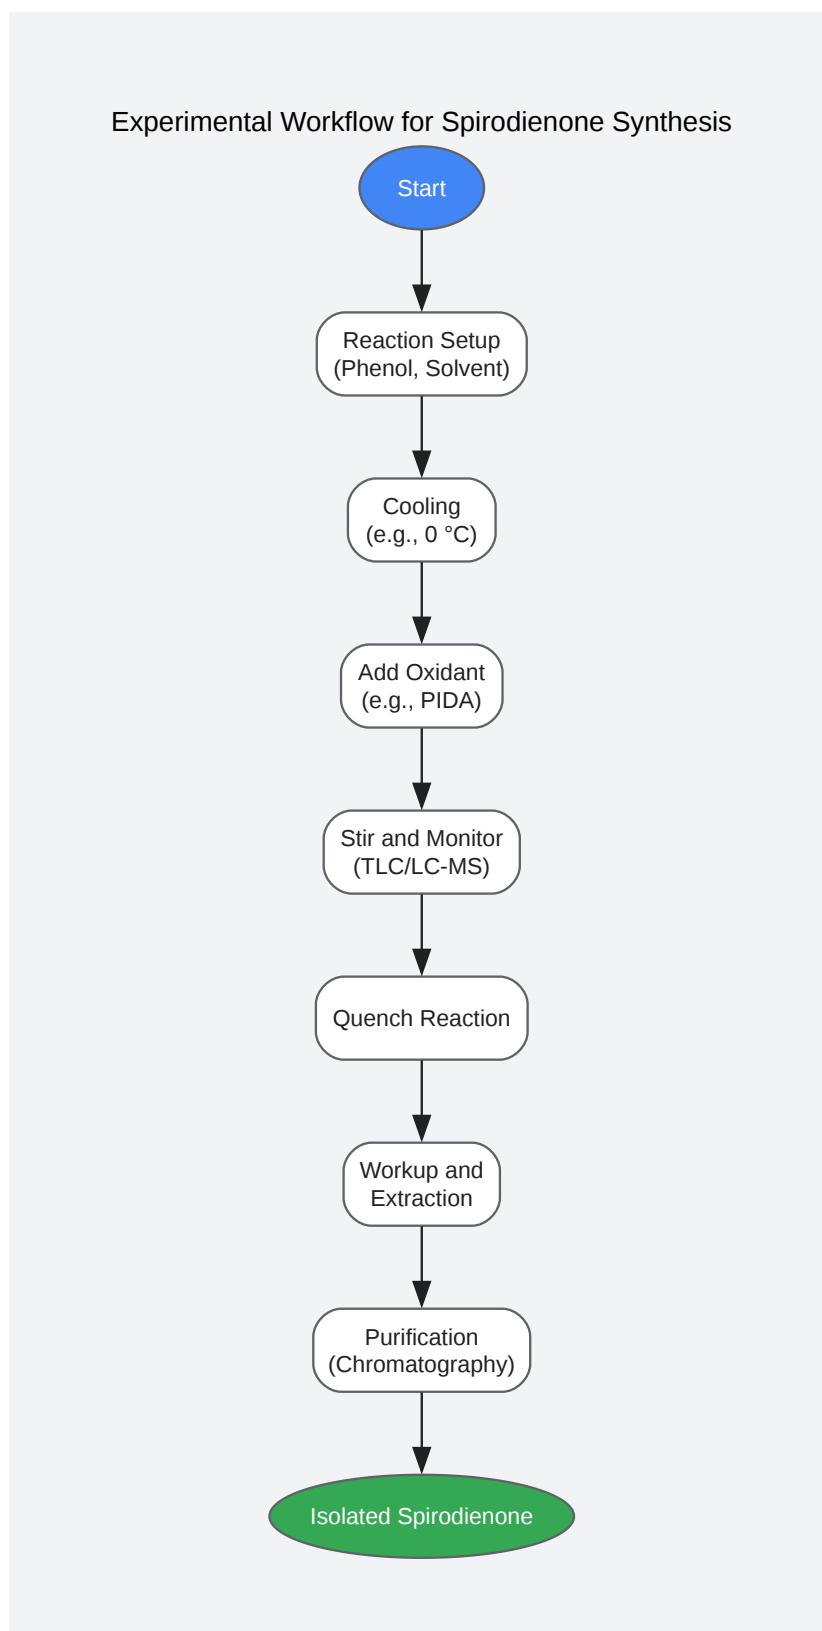 Experimental Workflow for Spirodienone Synthesis
Start
Reaction Setup
(Phenol, Solvent)
Cooling
(e.g., 0 °C)
Add Oxidant
(e.g., PIDA)
Stir and Monitor
(TLC/LC-MS)
Quench Reaction
Workup and
Extraction
Purification
(Chromatography)
Isolated Spirodienone